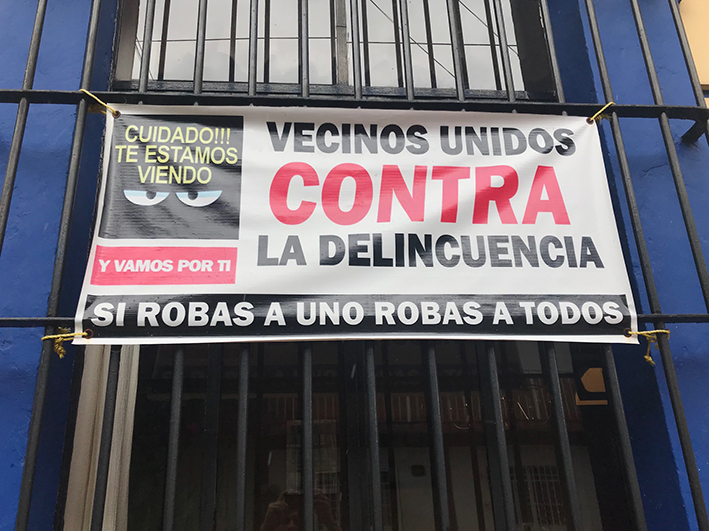 CUIDADO!!!
TE ESTAMOS
VIENDO
Y VAMOS POR TI
VECINOS UNIDOS
CONTRA
LA DELINCUENCIA
SI ROBAS A UNO ROBAS A TODOS